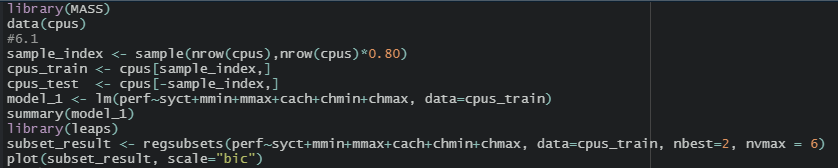 library(MASS)
data(cpus)
#6.1
sample_index <- sample(nrow(cpus),nrow(cpus)*0.80)
cpus_train <- cpus[sample_index,]
cpus_test  <- cpus[-sample_index,]
model_1 <- lm(perf~syct+mmin+mmax+cach+chmin+chmax, data=cpus_train)
summary(model_1)
library(leaps)
subset_result <- regsubsets(perf~syct+mmin+mmax+cach+chmin+chmax, data=cpus_train, nbest=2, nvmax = 6)
plot(subset_result, scale="bic")